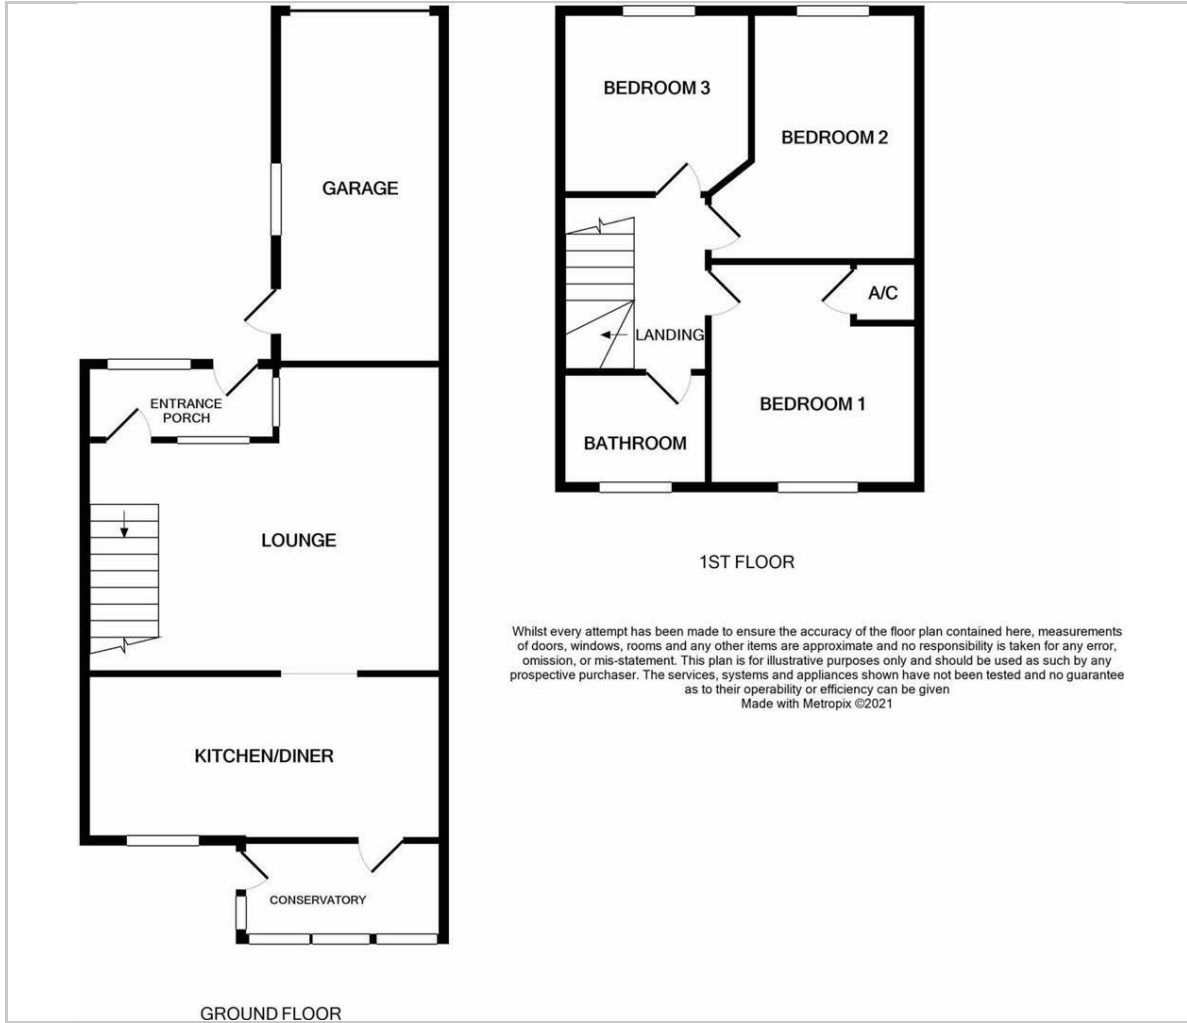 GARAGE
ENTRANCE
PORCH
LOUNGE
KITCHEN/DINER
CONSERVATORY
GROUND FLOOR
BEDROOM 3
BEDROOM 2
A/C
LANDING
BEDROOM 1
BATHROOM
1ST FLOOR
Whilst every attempt has been made to ensure the accuracy of the floor plan contained here, measurements
of doors, windows, rooms and any other items are approximate and no responsibility is taken for any error,
omission, or mis-statement. This plan is for illustrative purposes only and should be used as such by any
prospective purchaser. The services, systems and appliances shown have not been tested and no guarantee
as to their operability or efficiency can be given
Made with Metropix ©2021